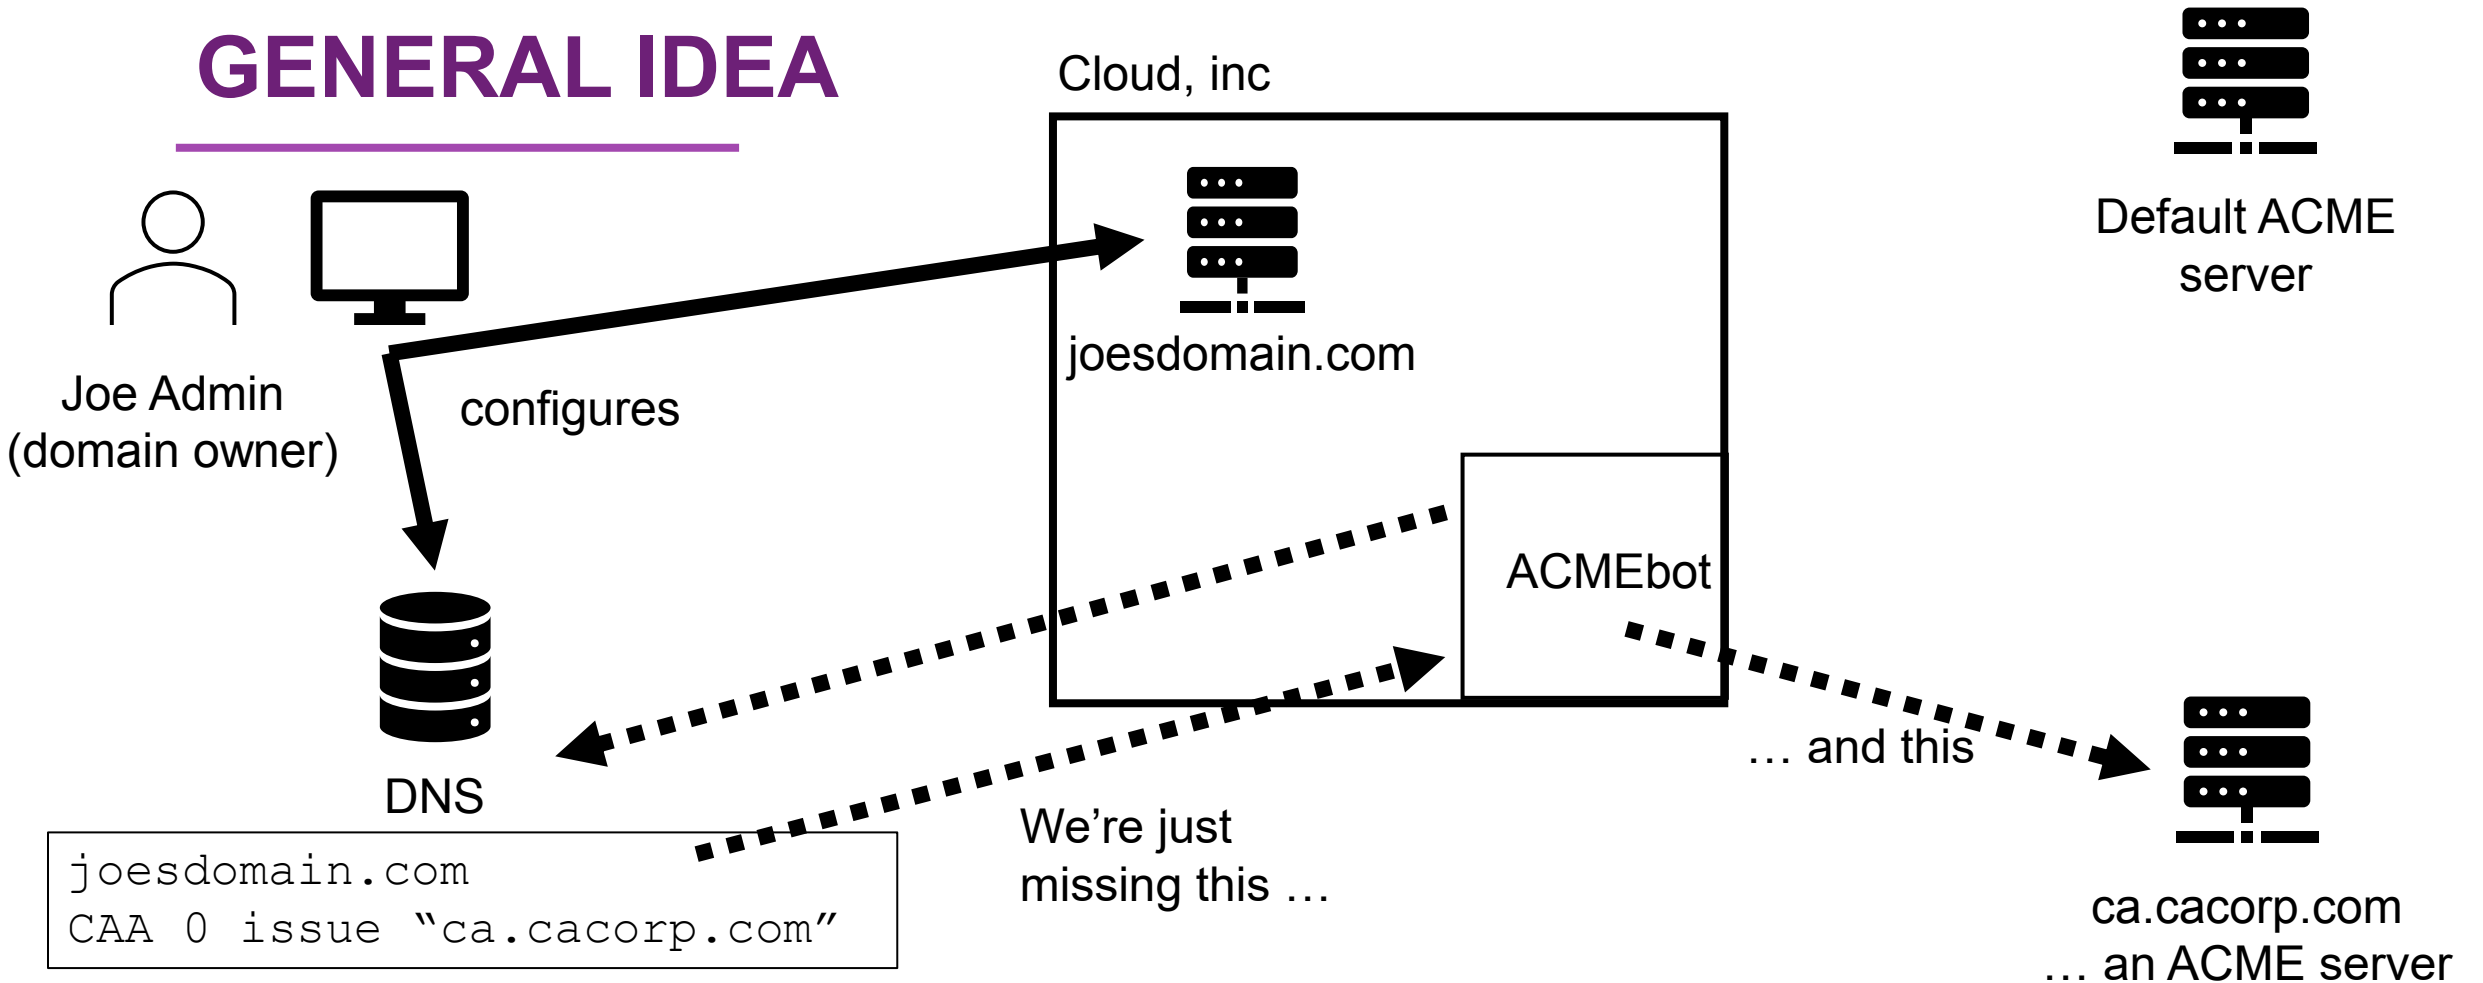 GENERAL IDEA
Cloud, inc
Default ACME
server
joesdomain.com
Joe Admin
(domain owner)
configures
ACMEbot
DNS
… and this
We’re just
missing this …
joesdomain.com
CAA 0 issue “ca.cacorp.com”
ca.cacorp.com
… an ACME server